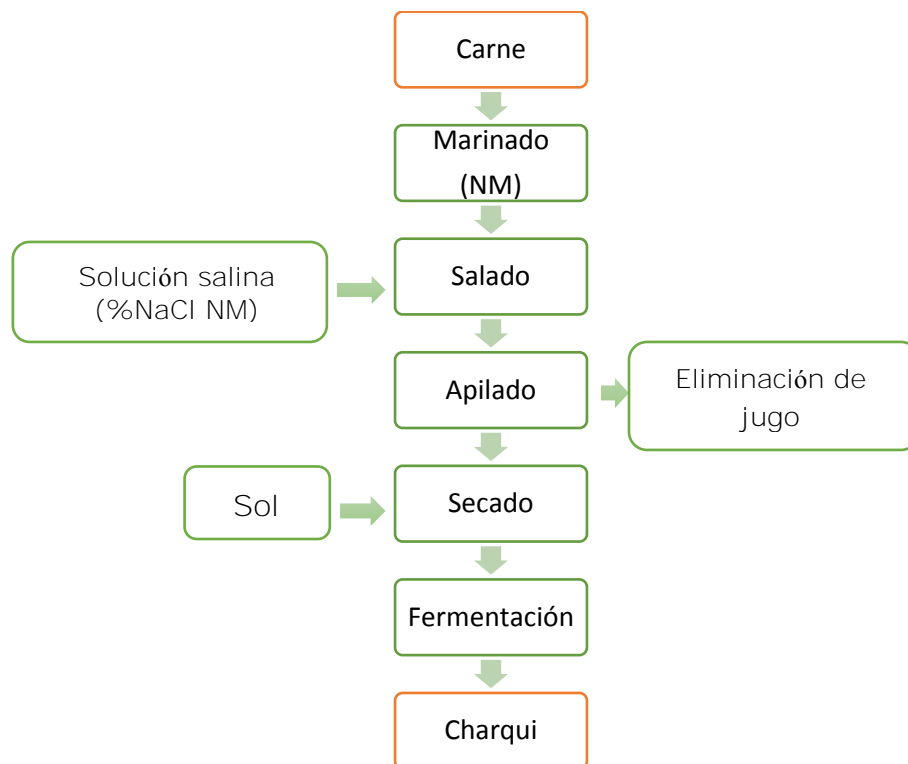 Carne
Marinado
(NM)
Solución salina
(%NaCl NM)
Salado
Apilado
Eliminación de
jugo
Sol
Secado
Fermentación
Charqui